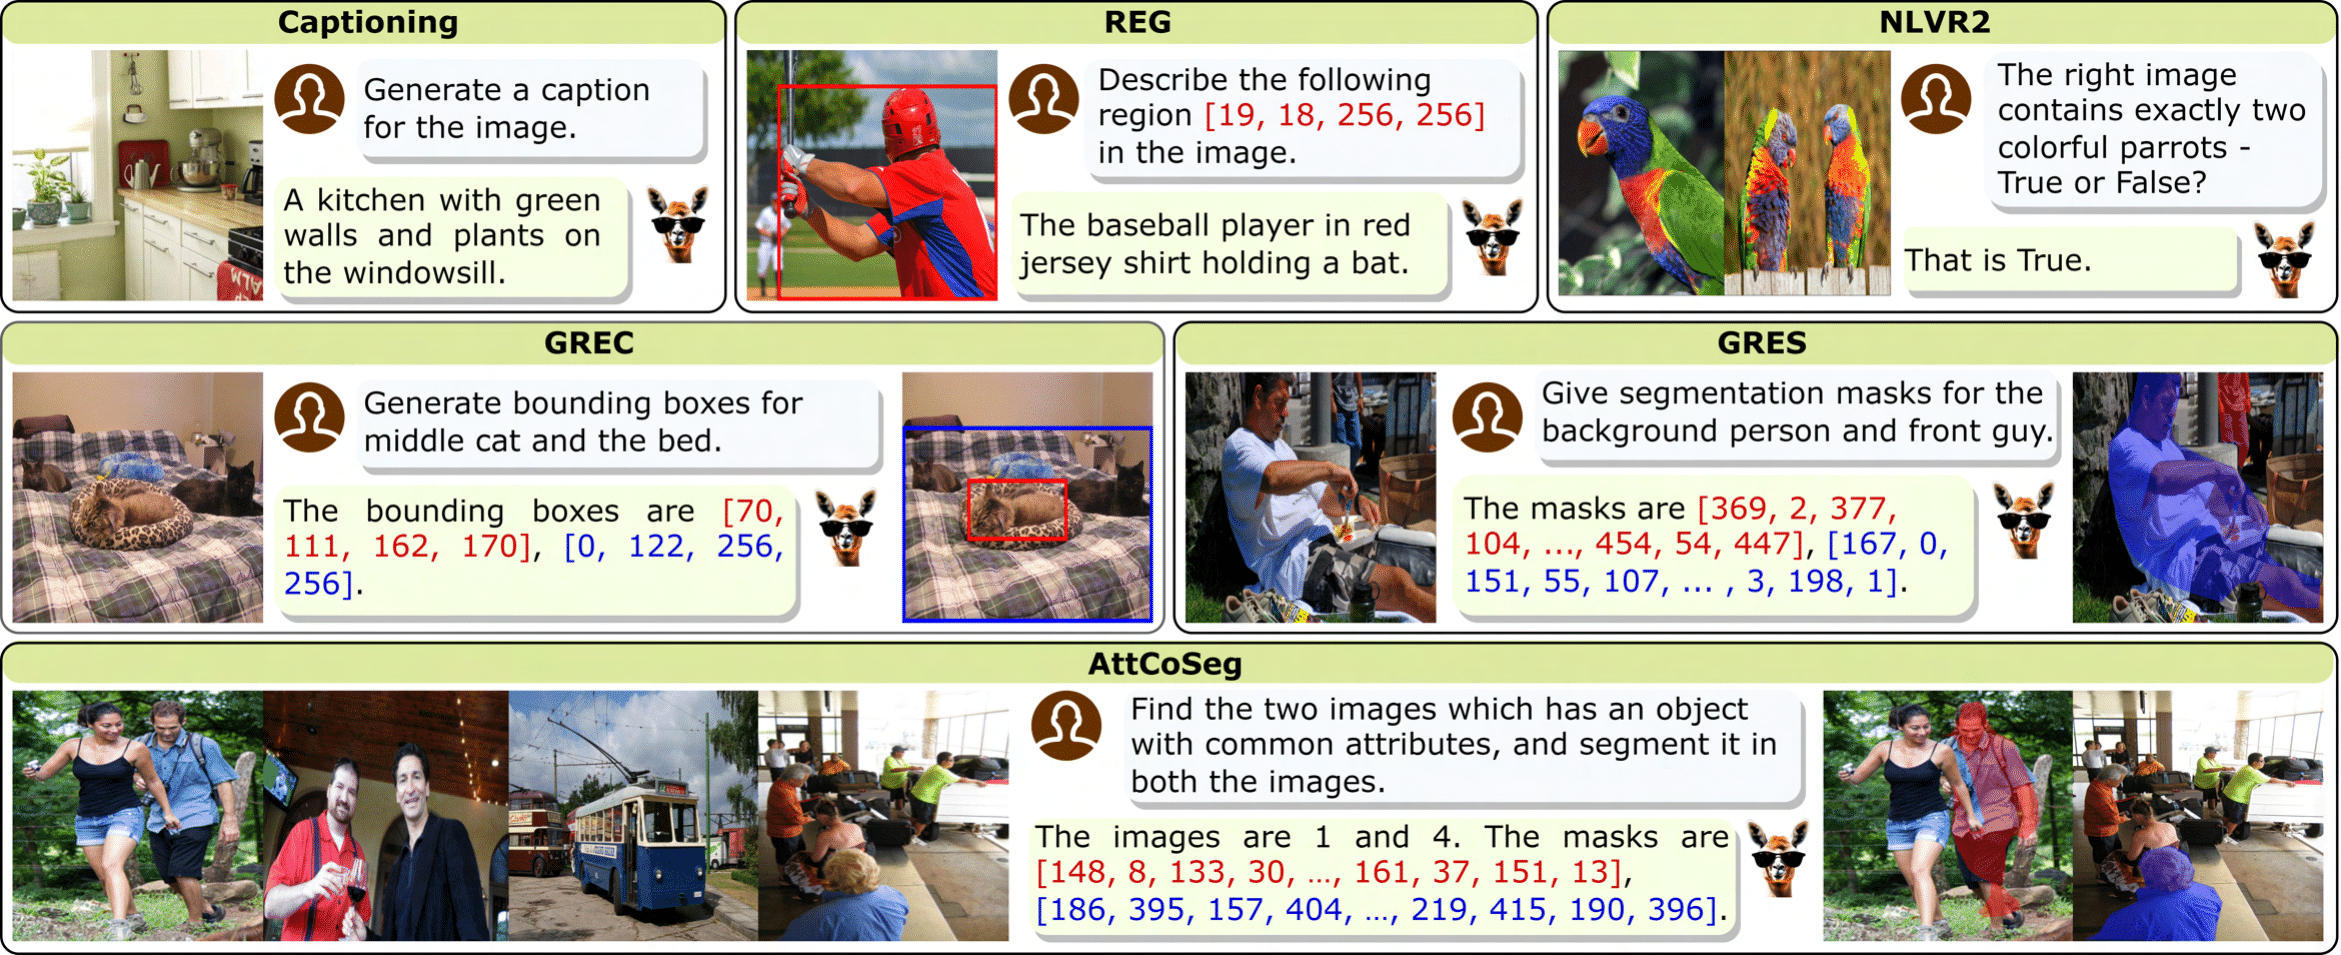 Captioning
Generate a caption
for the image.
A kitchen with green
walls and plants on
the windowsill.
REG
Describe the following
region [19, 18, 256, 256]
in the image.
The baseball player in red
jersey shirt holding a bat.
NLVR2
The right image
contains exactly two
colorful parrots -
True or False?
That is True.
GREC
Generate bounding boxes for
middle cat and the bed.
The bounding boxes are [70,
111, 162, 170], [0, 122, 256,
256].
GRES
Give segmentation masks for the
background person and front guy.
The masks are [369, 2, 377,
104, ..., 454, 54, 447], [167, 0,
151, 55, 107, ... , 3, 198, 1].
AttCoSeg
Find the two images which has an object
with common attributes, and segment it in
both the images.
The images are 1 and 4. The masks are
[148, 8, 133, 30, ..., 161, 37, 151, 13],
[186, 395, 157, 404, ..., 219, 415, 190, 396].